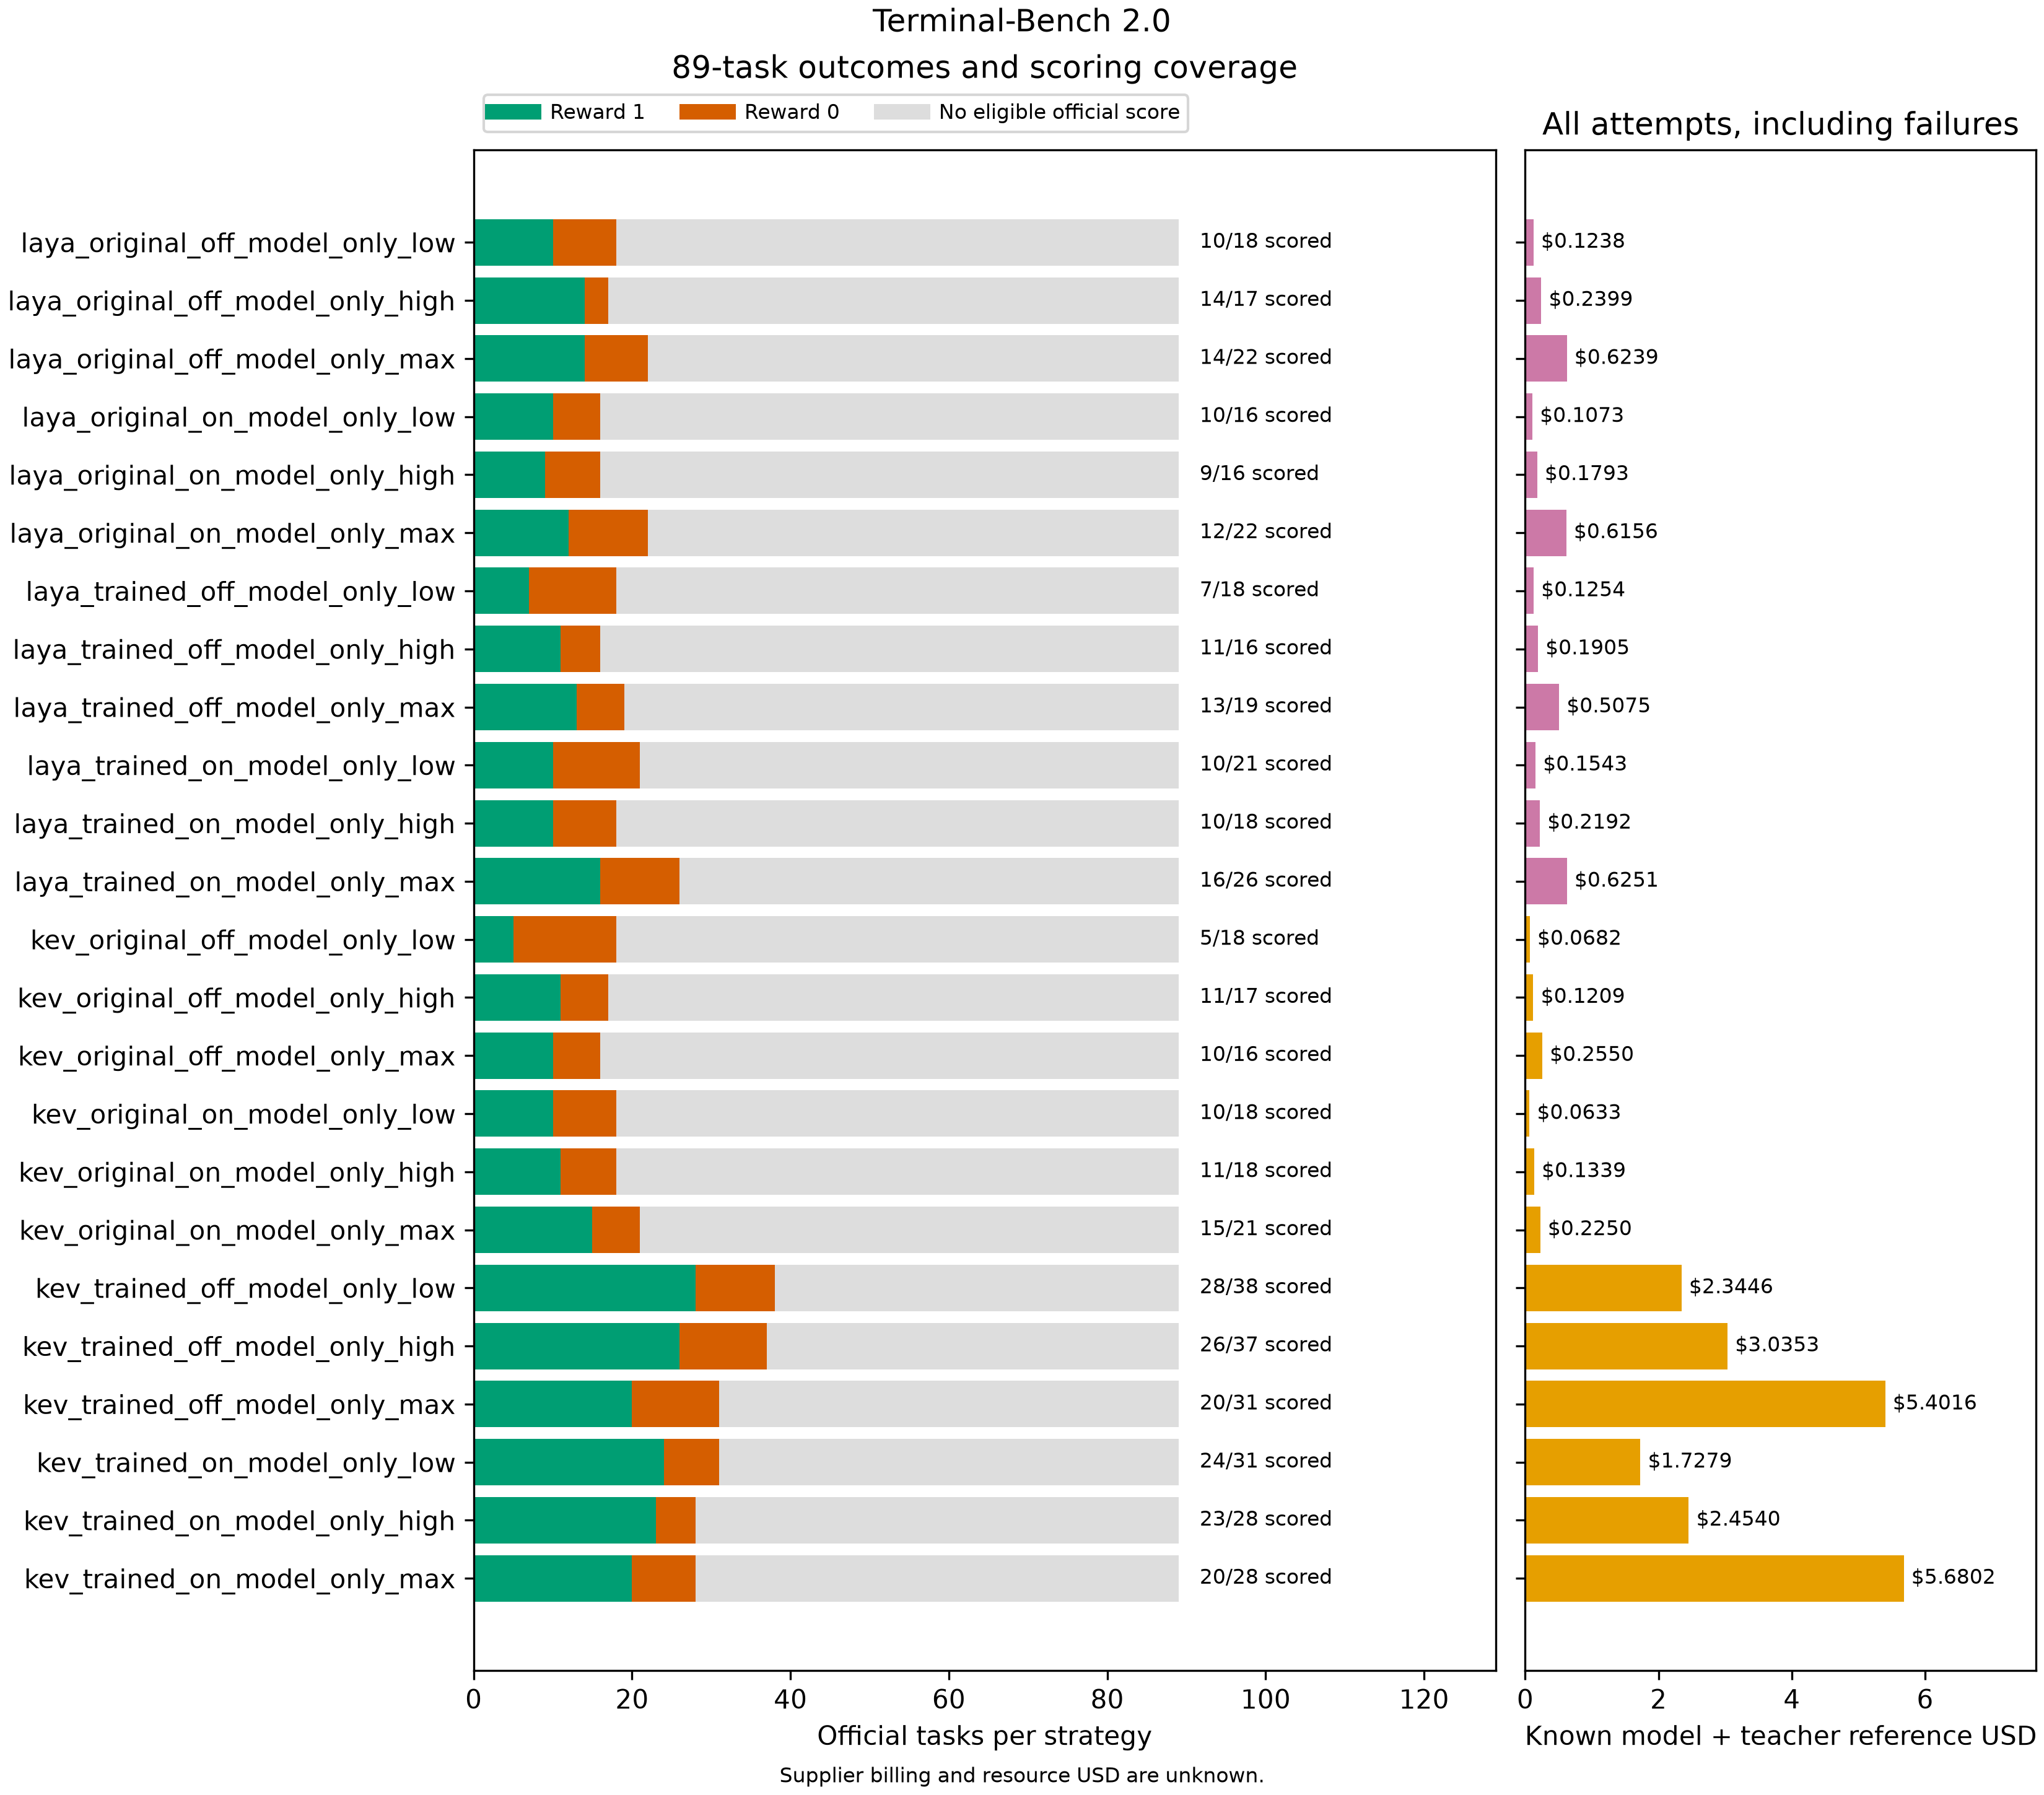 Terminal-Bench 2.0
89-task outcomes and scoring coverage
Reward 1 Reward 0 No eligible official score
All attempts, including failures
laya_original_off_model_only_low 10/18 scored $0.1238
laya_original_off_model_only_high 14/17 scored $0.2399
laya_original_off_model_only_max 14/22 scored $0.6239
laya_original_on_model_only_low 10/16 scored $0.1073
laya_original_on_model_only_high 9/16 scored $0.1793
laya_original_on_model_only_max 12/22 scored $0.6156
laya_trained_off_model_only_low 7/18 scored $0.1254
laya_trained_off_model_only_high 11/16 scored $0.1905
laya_trained_off_model_only_max 13/19 scored $0.5075
laya_trained_on_model_only_low 10/21 scored $0.1543
laya_trained_on_model_only_high 10/18 scored $0.2192
laya_trained_on_model_only_max 16/26 scored $0.6251
kev_original_off_model_only_low 5/18 scored $0.0682
kev_original_off_model_only_high 11/17 scored $0.1209
kev_original_off_model_only_max 10/16 scored $0.2550
kev_original_on_model_only_low 10/18 scored $0.0633
kev_original_on_model_only_high 11/18 scored $0.1339
kev_original_on_model_only_max 15/21 scored $0.2250
kev_trained_off_model_only_low 28/38 scored $2.3446
kev_trained_off_model_only_high 26/37 scored $3.0353
kev_trained_off_model_only_max 20/31 scored $5.4016
kev_trained_on_model_only_low 24/31 scored $1.7279
kev_trained_on_model_only_high 23/28 scored $2.4540
kev_trained_on_model_only_max 20/28 scored $5.6802
0 20 40 60 80 100 120 0 2 4 6
Official tasks per strategy Known model + teacher reference USD
Supplier billing and resource USD are unknown.